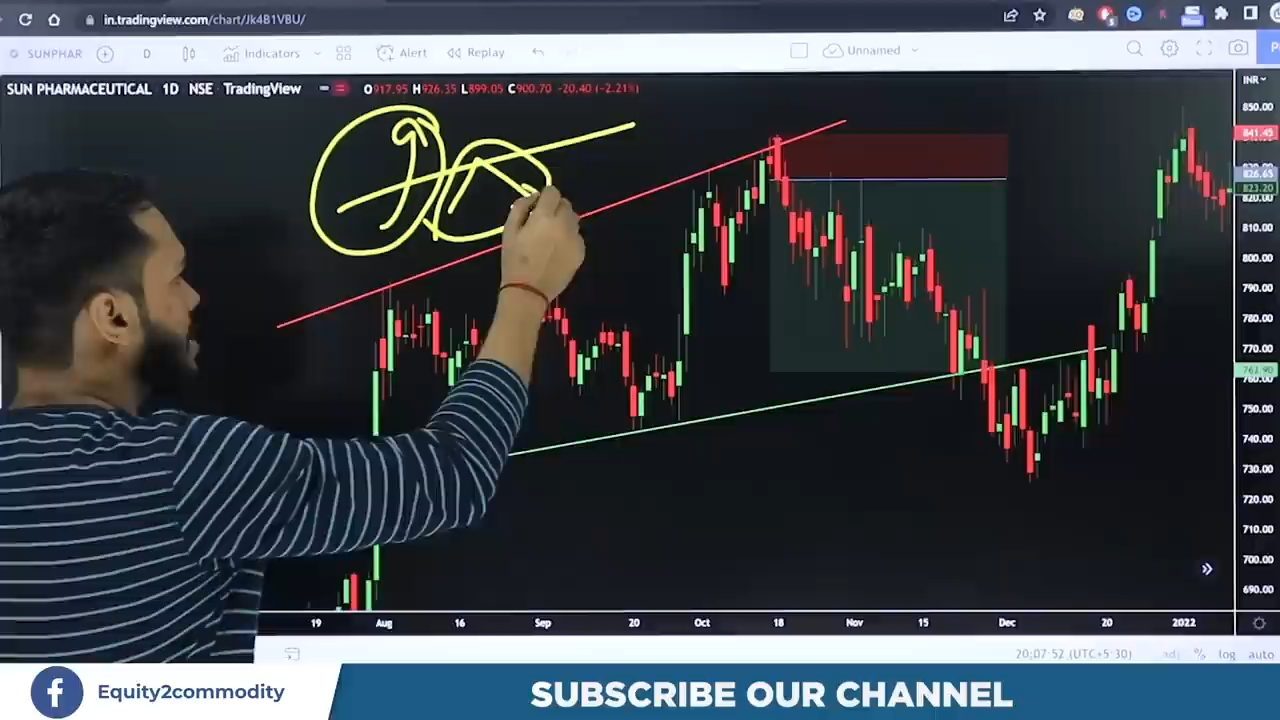 in.tradingview.com/chart/Jk4B1VBU/
SUNPHAR D Indicators Alert Replay Unnamed
SUN PHARMACEUTICAL 1D NSE TradingView O917.95 H926.35 L899.05 C900.70 -20.40 (-2.21%)
INR
850.00
841.45
826.65
823.20
820.00
810.00
800.00
790.00
780.00
770.00
761.90
760.00
750.00
740.00
730.00
720.00
710.00
700.00
690.00
19 Aug 16 Sep 20 Oct 18 Nov 15 Dec 20 2022
20:07:52 (UTC+5:30) adj % log auto
Equity2commodity
SUBSCRIBE OUR CHANNEL